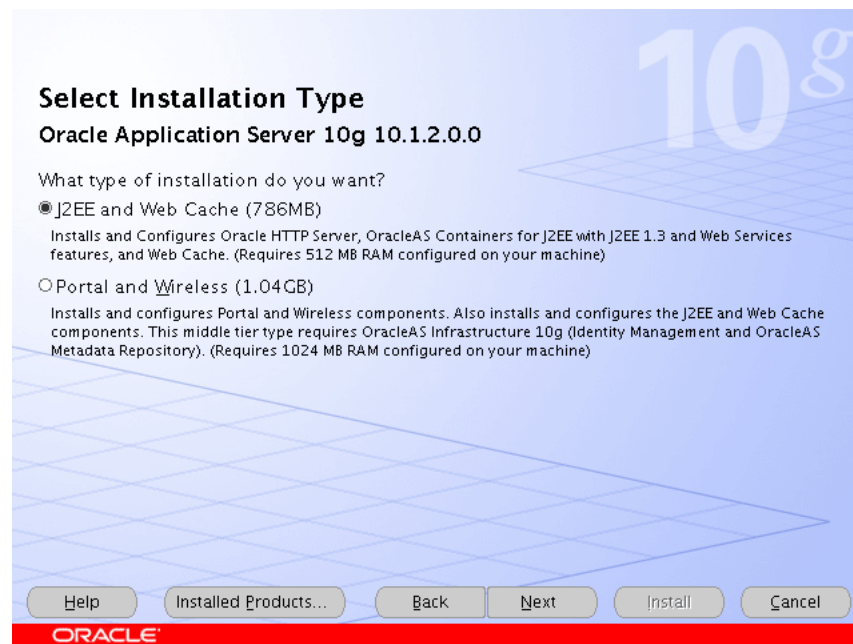 10g
Select Installation Type
Oracle Application Server 10g 10.1.2.0.0
What type of installation do you want?
J2EE and Web Cache (786MB)
Installs and Configures Oracle HTTP Server, OracleAS Containers for J2EE with J2EE 1.3 and Web Services
features, and Web Cache. (Requires 512 MB RAM configured on your machine)
Portal and Wireless (1.04GB)
Installs and configures Portal and Wireless components. Also installs and configures the J2EE and Web Cache
components. This middle tier type requires OracleAS Infrastructure 10g (Identity Management and OracleAS
Metadata Repository). (Requires 1024 MB RAM configured on your machine)
Help Installed Products... Back Next Install Cancel
ORACLE